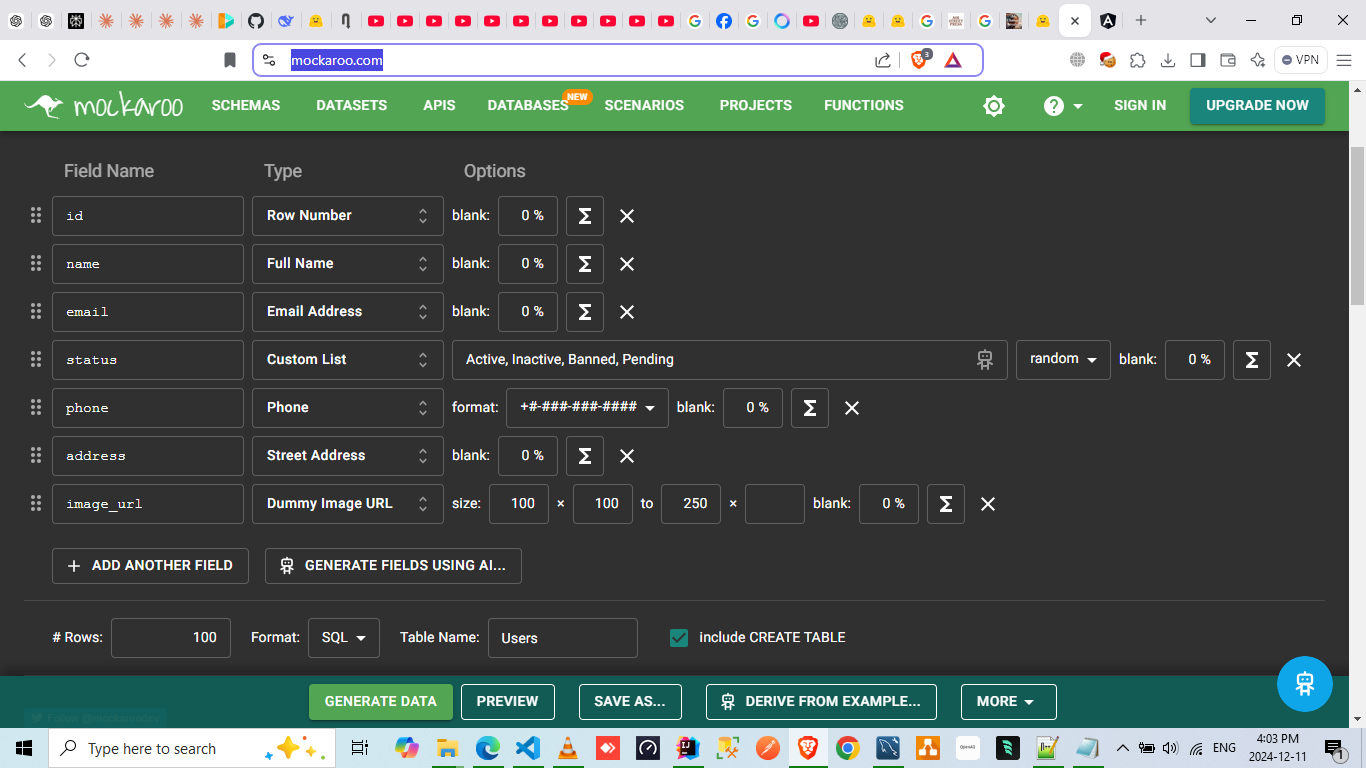 mockaroo.com
3
VPN
mockaroo SCHEMAS DATASETS APIS DATABASES NEW SCENARIOS PROJECTS FUNCTIONS ? SIGN IN UPGRADE NOW
Field Name Type Options
id Row Number blank: 0 % Σ
name Full Name blank: 0 % Σ
email Email Address blank: 0 % Σ
status Custom List Active, Inactive, Banned, Pending random blank: 0 % Σ
phone Phone format: +#-###-###-#### blank: 0 % Σ
address Street Address blank: 0 % Σ
image_url Dummy Image URL size: 100 × 100 to 250 × blank: 0 % Σ
+ ADD ANOTHER FIELD GENERATE FIELDS USING AI...
# Rows: 100 Format: SQL Table Name: Users include CREATE TABLE
GENERATE DATA PREVIEW SAVE AS... DERIVE FROM EXAMPLE... MORE
Follow @mockarooinc
Type here to search
ENG
4:03 PM
2024-12-11
1